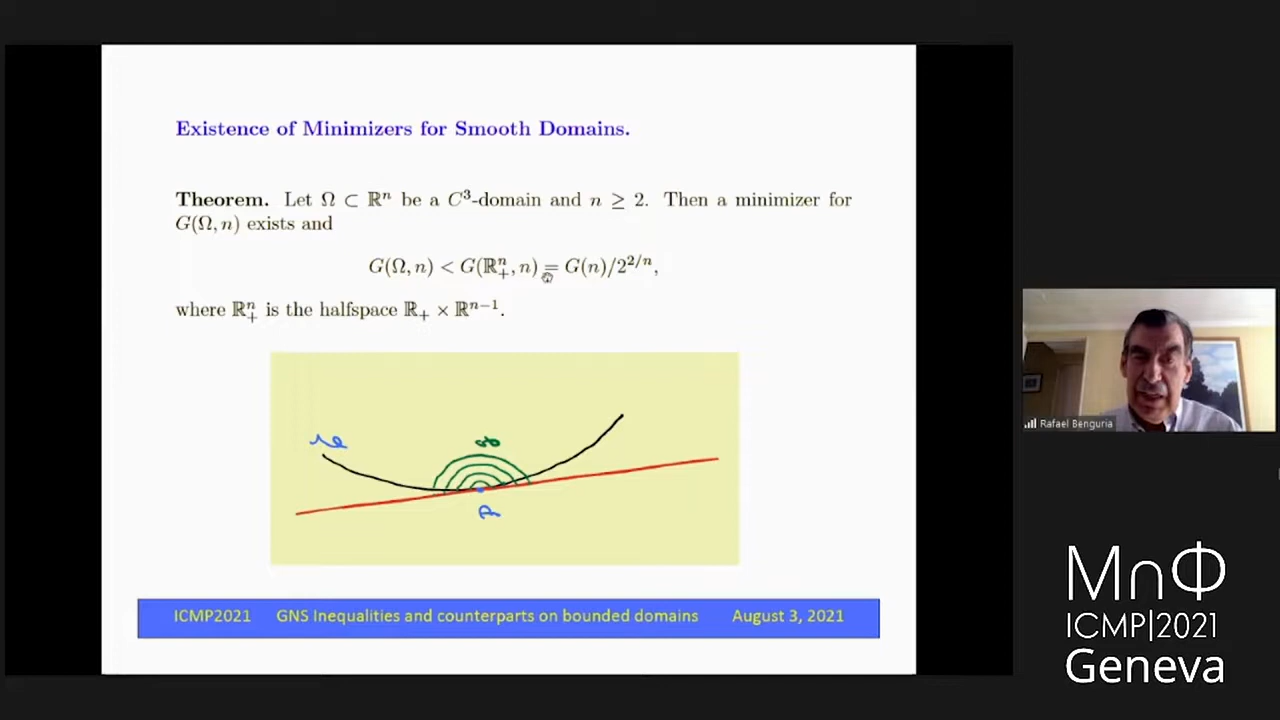 Existence of Minimizers for Smooth Domains.
Theorem. Let Ω ⊂ ℝⁿ be a C³-domain and n ≥ 2. Then a minimizer for
G(Ω, n) exists and
G(Ω, n) < G(ℝ₊ⁿ, n) = G(n)/2^{2/n},
where ℝ₊ⁿ is the halfspace ℝ₊ × ℝⁿ⁻¹.
ICMP2021 GNS Inequalities and counterparts on bounded domains August 3, 2021
Rafael Benguria
MnΦ
ICMP|2021
Geneva